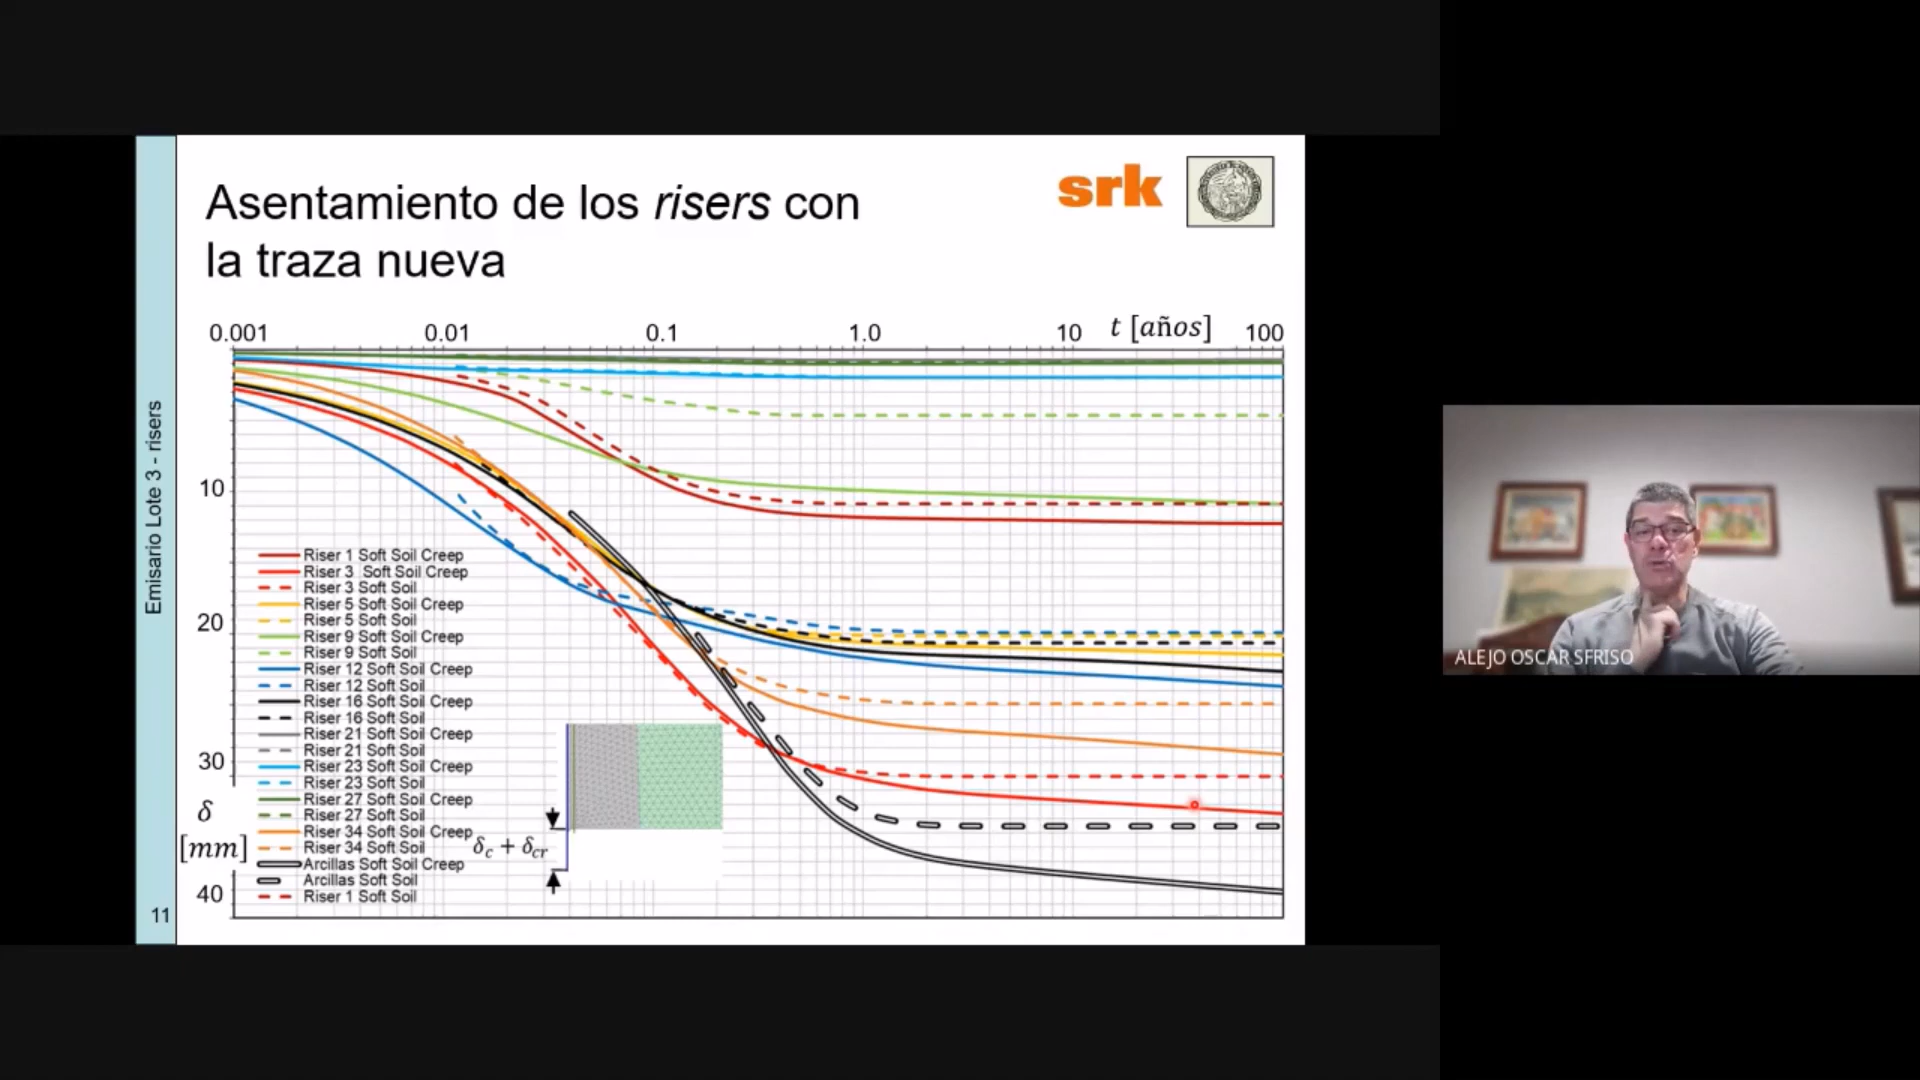 Asentamiento de los risers con
la traza nueva
srk
Emisario Lote 3 - risers
0.001
0.01
0.1
1.0
10
t [años]
100
10
20
30
δ
[mm]
40
Riser 1 Soft Soil Creep
Riser 3 Soft Soil Creep
Riser 3 Soft Soil
Riser 5 Soft Soil Creep
Riser 5 Soft Soil
Riser 9 Soft Soil Creep
Riser 9 Soft Soil
Riser 12 Soft Soil Creep
Riser 12 Soft Soil
Riser 16 Soft Soil Creep
Riser 16 Soft Soil
Riser 21 Soft Soil Creep
Riser 21 Soft Soil
Riser 23 Soft Soil Creep
Riser 23 Soft Soil
Riser 27 Soft Soil Creep
Riser 27 Soft Soil
Riser 34 Soft Soil Creep
Riser 34 Soft Soil
Arcillas Soft Soil Creep
Arcillas Soft Soil
Riser 1 Soft Soil
δc + δcr
11
ALEJO OSCAR SFRISO